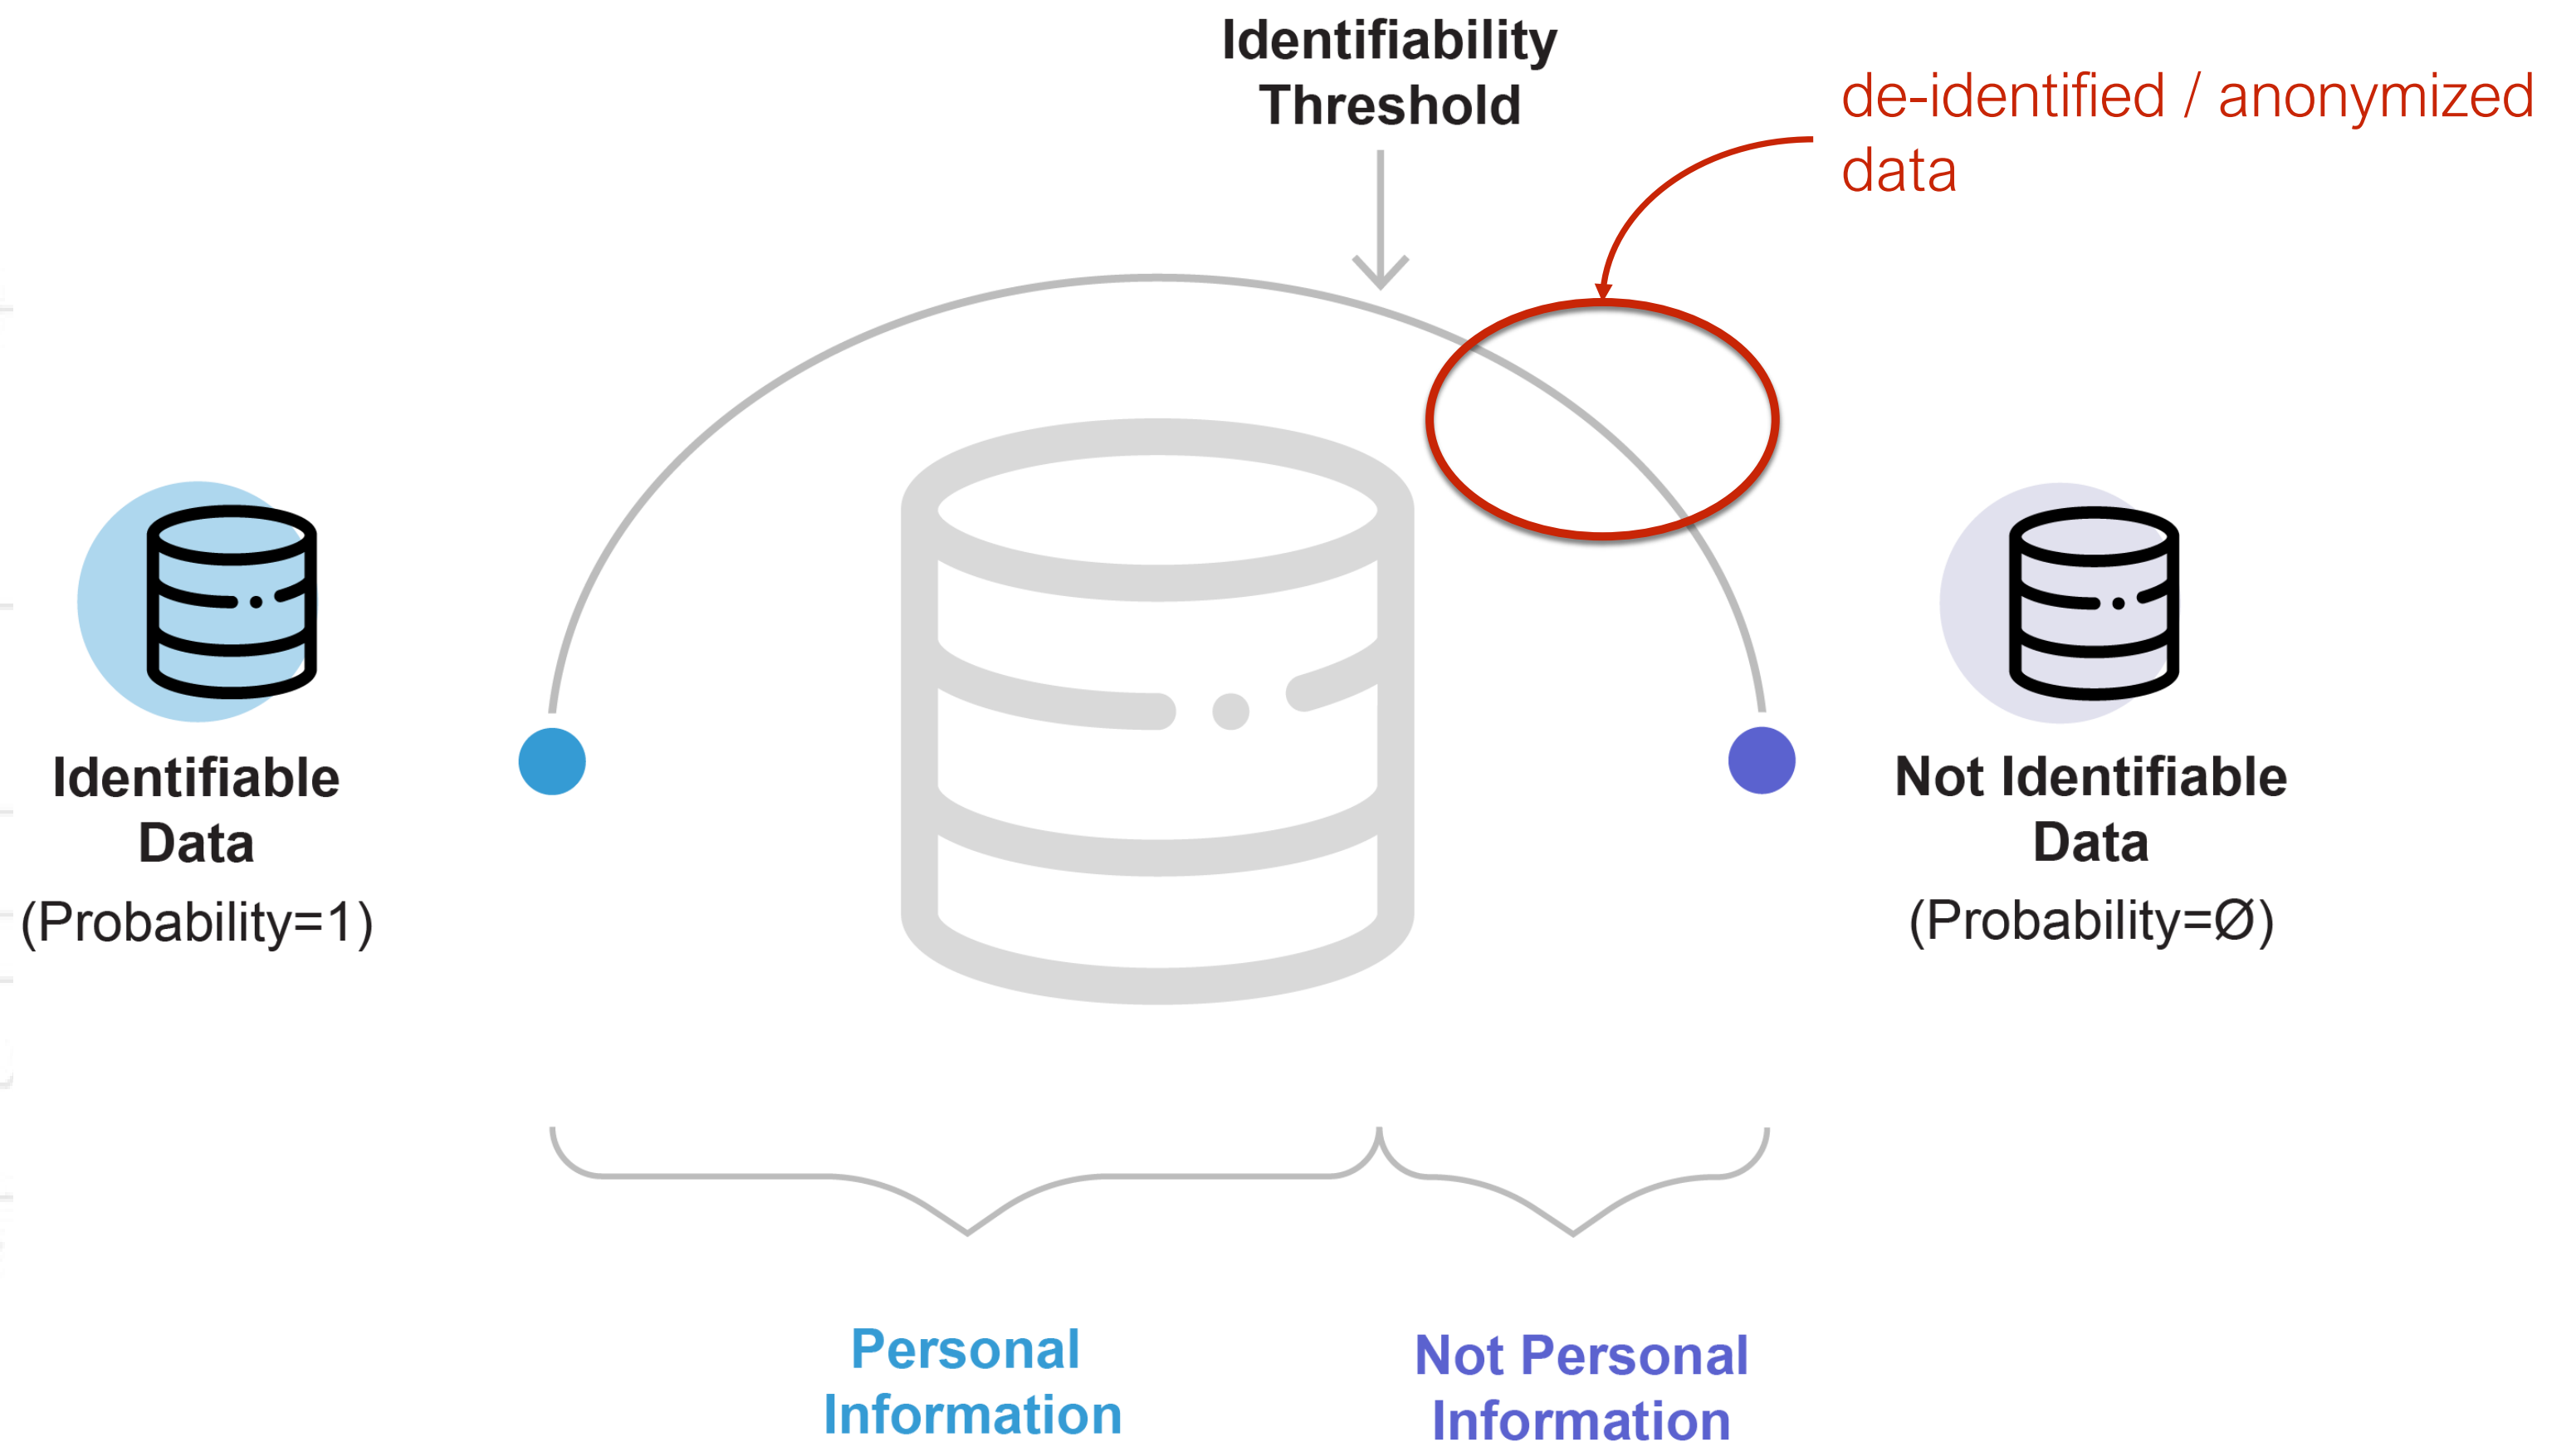 Identifiability
Threshold
de-identified / anonymized
data
Identifiable
Data
(Probability=1)
Not Identifiable
Data
(Probability=Ø)
Personal
Information
Not Personal
Information